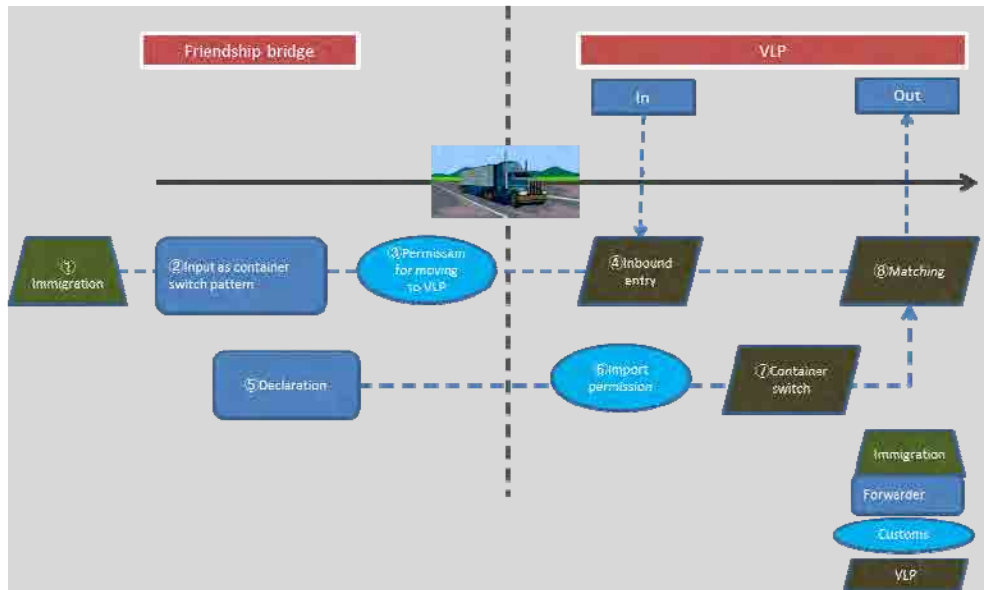 Friendship bridge
VLP
In
Out
①
Immigration
②Input as container
switch pattern
③Permission
for moving
to VLP
④Inbound
entry
⑧Matching
⑤Declaration
⑥Import
permission
⑦Container
switch
Immigration
Forwarder
Customs
VLP